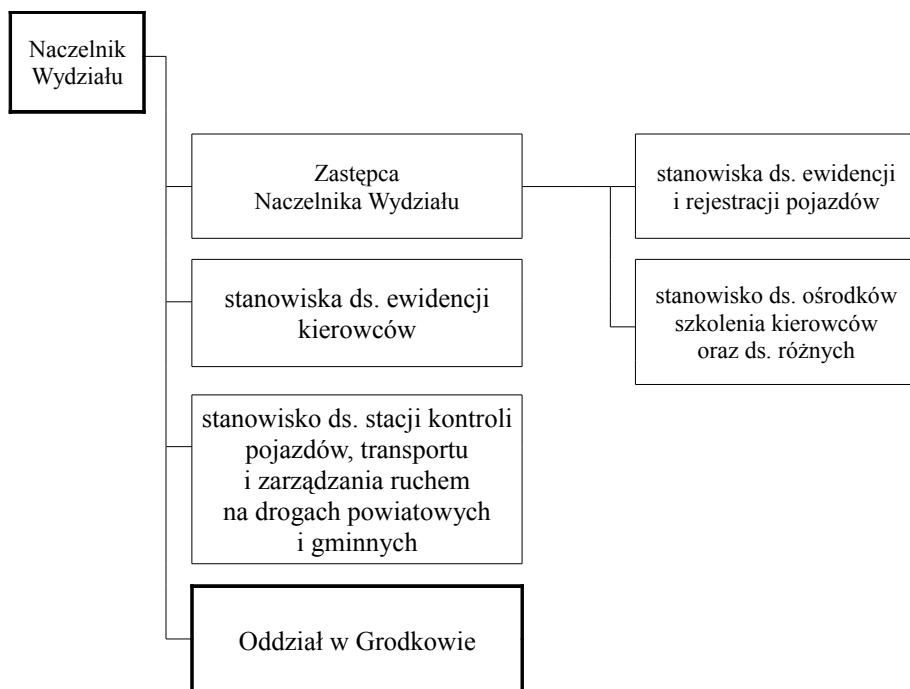 Naczelnik
Wydziału
Zastępca
Naczelnika Wydziału
stanowiska ds. ewidencji
i rejestracji pojazdów
stanowiska ds. ewidencji
kierowców
stanowisko ds. ośrodków
szkolenia kierowców
oraz ds. różnych
stanowisko ds. stacji kontroli
pojazdów, transportu
i zarządzania ruchem
na drogach powiatowych
i gminnych
Oddział w Grodkowie